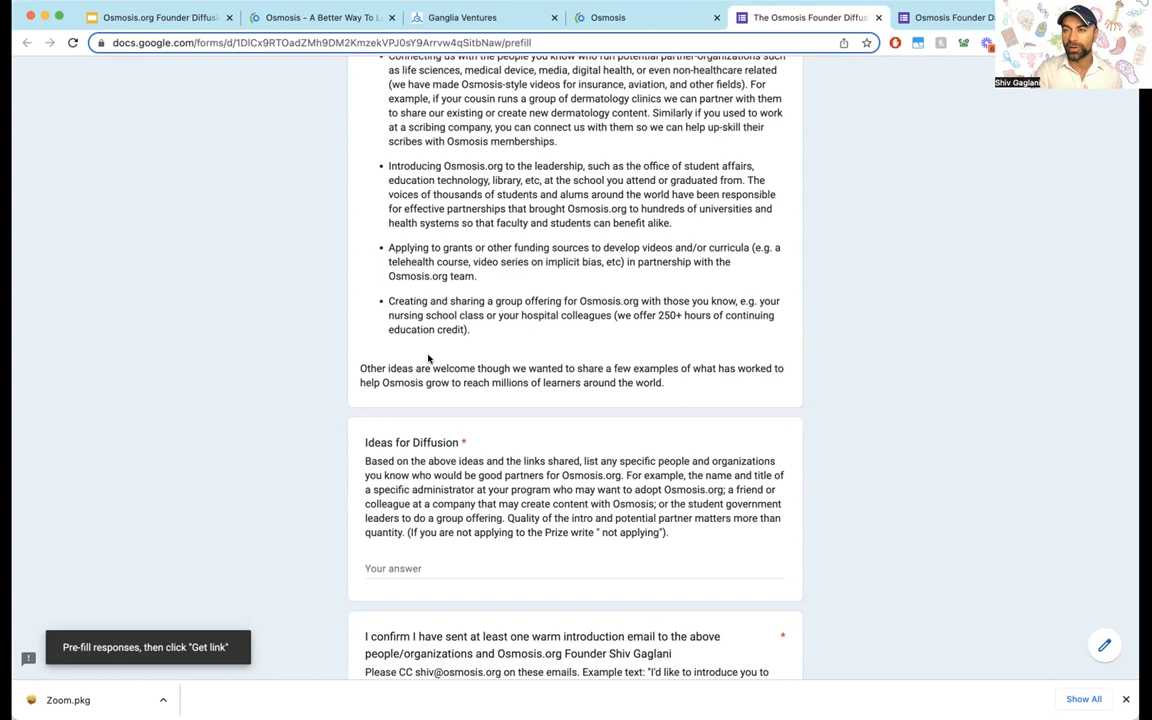 Osmosis.org Founder Diffusi
Osmosis - A Better Way To L
Ganglia Ventures
Osmosis
The Osmosis Founder Diffus
Osmosis Founder D
docs.google.com/forms/d/1DlCx9RTOadZMh9DM2KmzekVPJ0sY9Arrvw4qSitbNaw/prefill
Shiv Gaglani
Connecting us with the people you know who run potential partner-organizations such
as life sciences, medical device, media, digital health, or even non-healthcare related
(we have made Osmosis-style videos for insurance, aviation, and other fields). For
example, if your cousin runs a group of dermatology clinics we can partner with them
to share our existing or create new dermatology content. Similarly if you used to work
at a scribing company, you can connect us with them so we can help up-skill their
scribes with Osmosis memberships.
• Introducing Osmosis.org to the leadership, such as the office of student affairs,
education technology, library, etc, at the school you attend or graduated from. The
voices of thousands of students and alums around the world have been responsible
for effective partnerships that brought Osmosis.org to hundreds of universities and
health systems so that faculty and students can benefit alike.
• Applying to grants or other funding sources to develop videos and/or curricula (e.g. a
telehealth course, video series on implicit bias, etc) in partnership with the
Osmosis.org team.
• Creating and sharing a group offering for Osmosis.org with those you know, e.g. your
nursing school class or your hospital colleagues (we offer 250+ hours of continuing
education credit).
Other ideas are welcome though we wanted to share a few examples of what has worked to
help Osmosis grow to reach millions of learners around the world.
Ideas for Diffusion *
Based on the above ideas and the links shared, list any specific people and organizations
you know who would be good partners for Osmosis.org. For example, the name and title of
a specific administrator at your program who may want to adopt Osmosis.org; a friend or
colleague at a company that may create content with Osmosis; or the student government
leaders to do a group offering. Quality of the intro and potential partner matters more than
quantity. (If you are not applying to the Prize write " not applying").
Your answer
I confirm I have sent at least one warm introduction email to the above *
people/organizations and Osmosis.org Founder Shiv Gaglani
Please CC shiv@osmosis.org on these emails. Example text: "I'd like to introduce you to
Pre-fill responses, then click "Get link"
Zoom.pkg
Show All